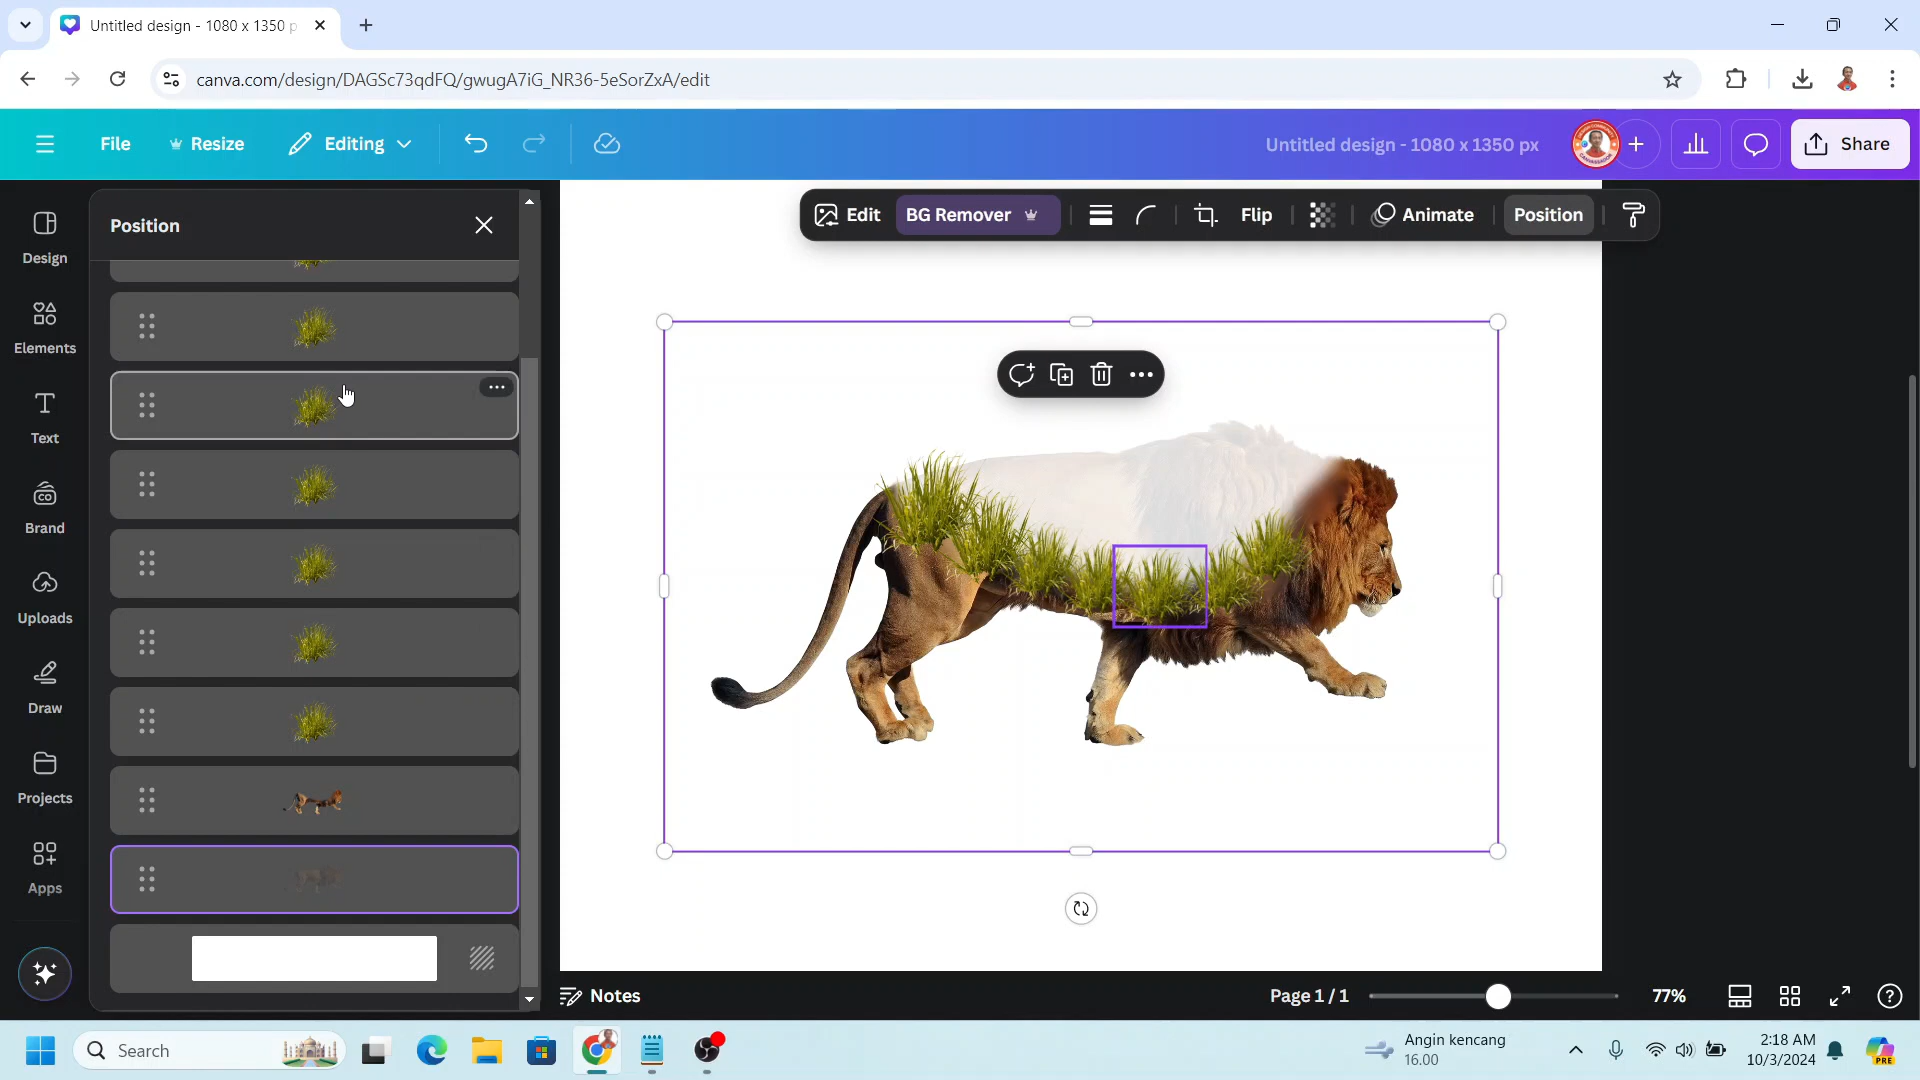 Untitled design - 1080 x 1350 p
canva.com/design/DAGSc73qdFQ/gwugA7iG_NR36-5eSorZxA/edit
File
Resize
Editing
Untitled design - 1080 x 1350 px
Share
Position
Edit
BG Remover
Flip
Animate
Position
Design
Elements
Text
Brand
Uploads
Draw
Projects
Apps
Notes
Page 1 / 1
77%
Search
Angin kencang
16.00
2:18 AM
10/3/2024
PRE